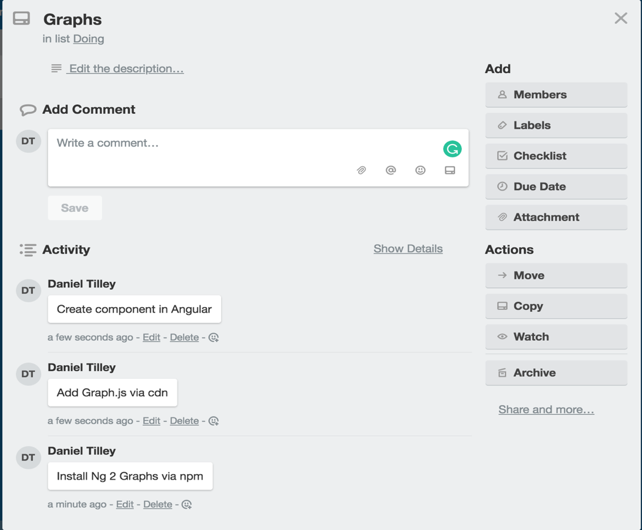 Graphs
in list Doing
Edit the description...
Add Comment
DT
Write a comment...
Save
Activity
Show Details
DT
Daniel Tilley
Create component in Angular
a few seconds ago - Edit - Delete -
DT
Daniel Tilley
Add Graph.js via cdn
a few seconds ago - Edit - Delete -
DT
Daniel Tilley
Install Ng 2 Graphs via npm
a minute ago - Edit - Delete -
Add
Members
Labels
Checklist
Due Date
Attachment
Actions
Move
Copy
Watch
Archive
Share and more...